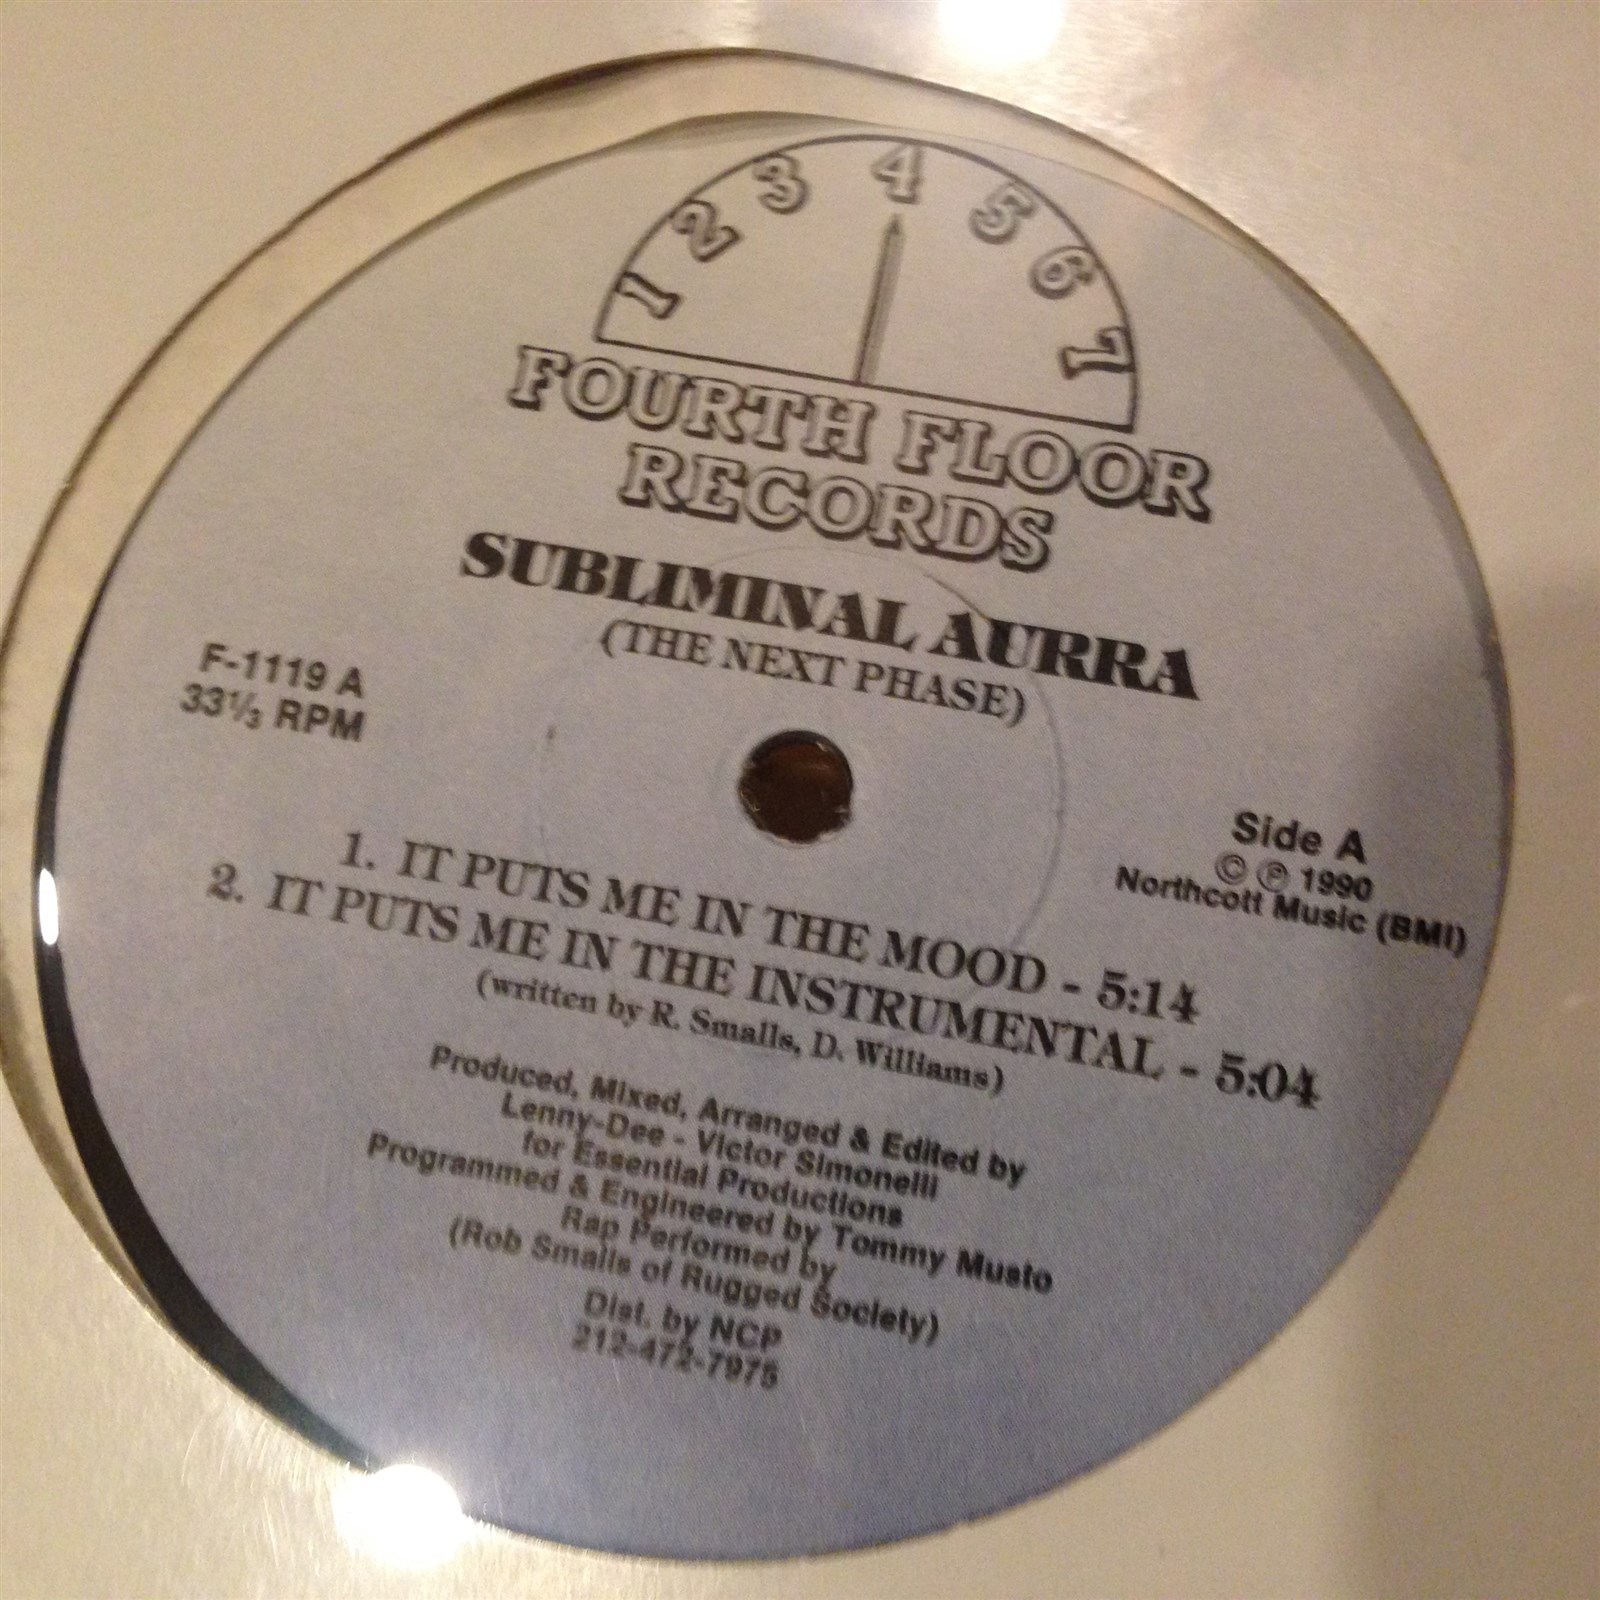 1 2 3 4 5 6 7
FOURTH FLOOR
RECORDS
SUBLIMINAL AURRA
(THE NEXT PHASE)
F-1119 A
33⅓ RPM
Side A
© ℗ 1990
Northcott Music (BMI)
1. IT PUTS ME IN THE MOOD - 5:14
2. IT PUTS ME IN THE INSTRUMENTAL - 5:04
(written by R. Smalls, D. Williams)
Produced, Mixed, Arranged & Edited by
Lenny-Dee - Victor Simonelli
for Essential Productions
Programmed & Engineered by Tommy Musto
Rap Performed by
(Rob Smalls of Rugged Society)
Dist. by NCP
212-472-7975